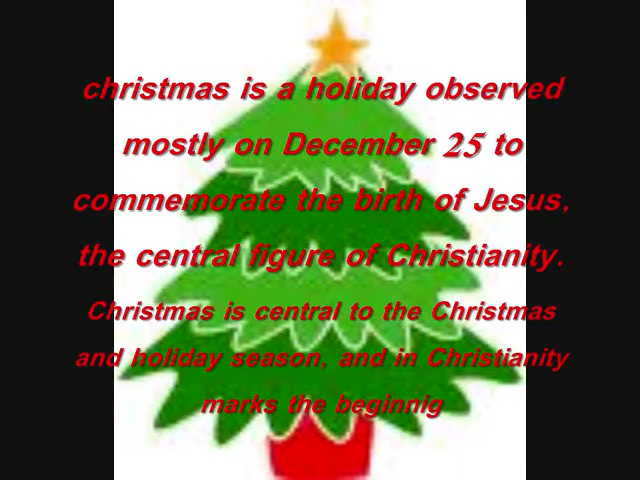 christmas is a holiday observed
mostly on December 25 to
commemorate the birth of Jesus,
the central figure of Christianity.
Christmas is central to the Christmas
and holiday season, and in Christianity
marks the beginnig